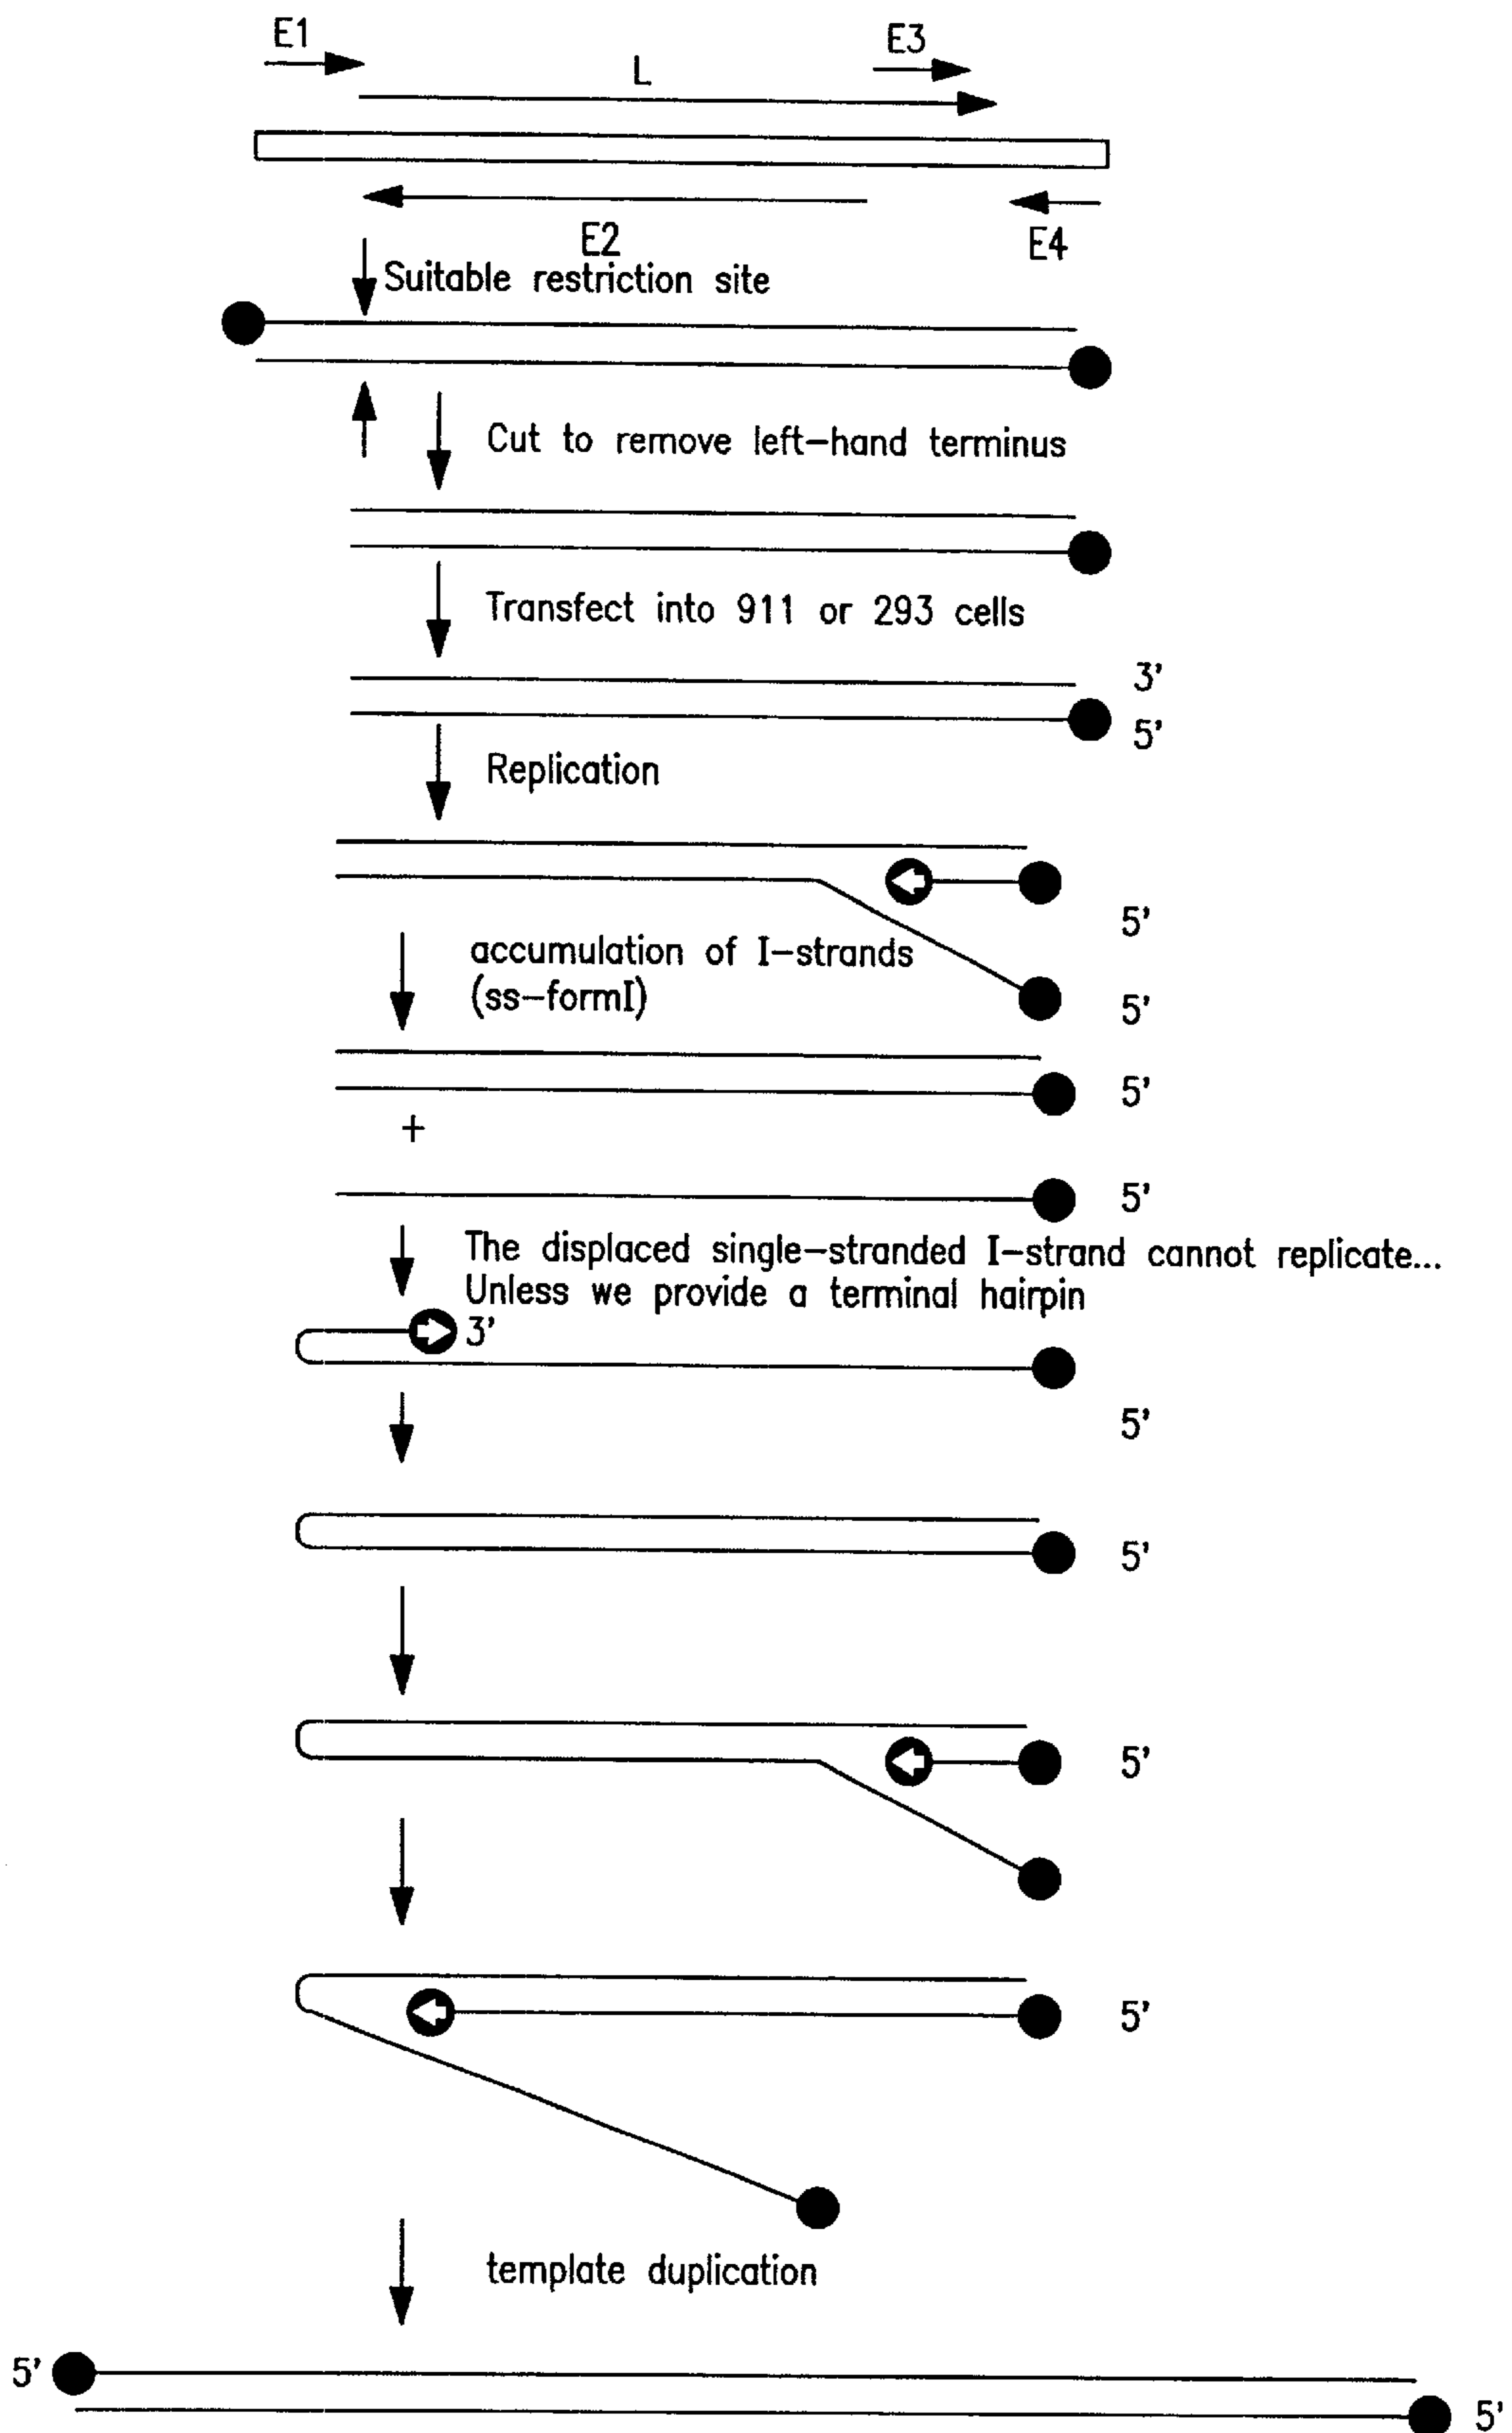 E1
E3
L
E2
E4
Suitable restriction site
Cut to remove left-hand terminus
Transfect into 911 or 293 cells
3'
5'
Replication
5'
accumulation of I-strands
(ss-formI)
5'
5'
+
5'
The displaced single-stranded I-strand cannot replicate...
Unless we provide a terminal hairpin
3'
5'
5'
5'
5'
template duplication
5'
5'